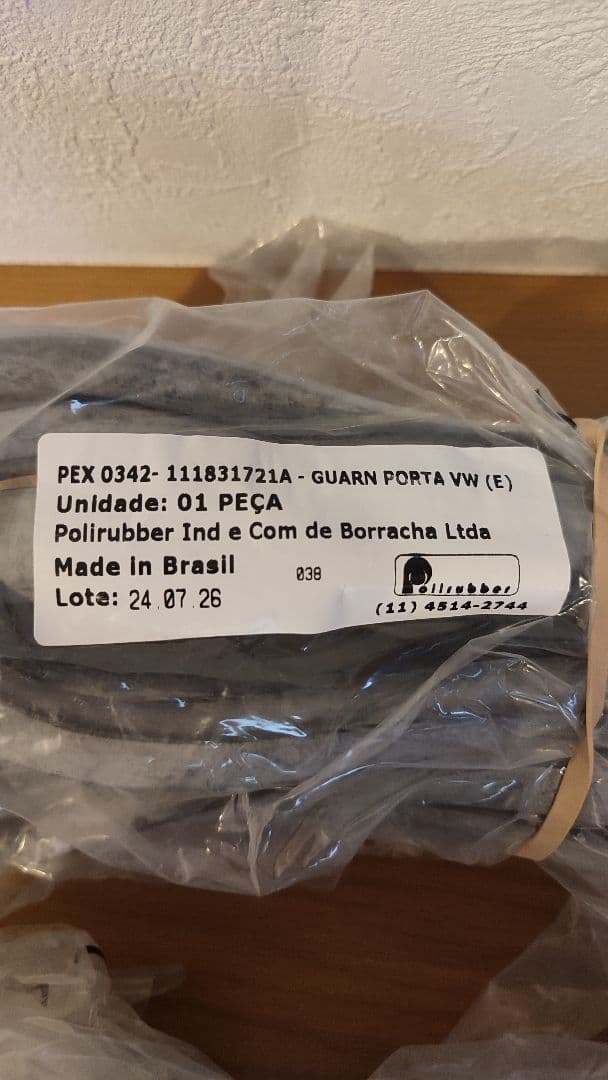 PEX 0342- 111831721A - GUARN PORTA VW (E)
Unidade: 01 PEÇA
Polirubber Ind e Com de Borracha Ltda
Made in Brasil
038
Lote: 24.07.26
Polirubber
(11) 4514-2744